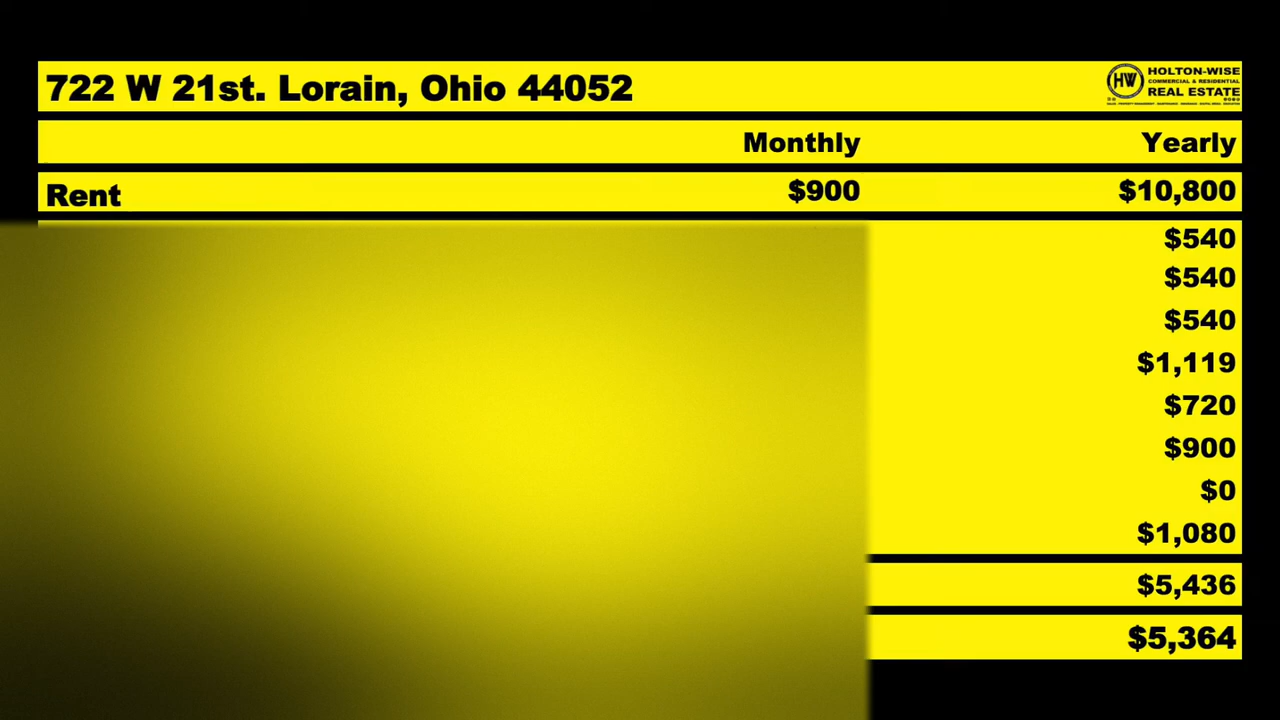 722 W 21st. Lorain, Ohio 44052
HW
HOLTON-WISE
COMMERCIAL & RESIDENTIAL
REAL ESTATE
Monthly Yearly
Rent $900 $10,800
$540
$540
$540
$1,119
$720
$900
$0
$1,080
$5,436
$5,364